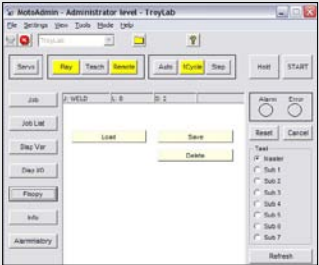 MotoAdmin - Administrator level - TroyLab
File Settings View Tools Mode Help
TroyLab
Servo Play Teach Remote Auto 1Cycle Step Hold START
J: WELD L: 0 S: 2
Alarm Error
Job
Job List
Disp Var
Disp I/O
Floppy
Info
Alarmhistory
Load Save
Delete
Reset Cancel
Task
Master
Sub 1
Sub 2
Sub 3
Sub 4
Sub 5
Sub 6
Sub 7
Refresh